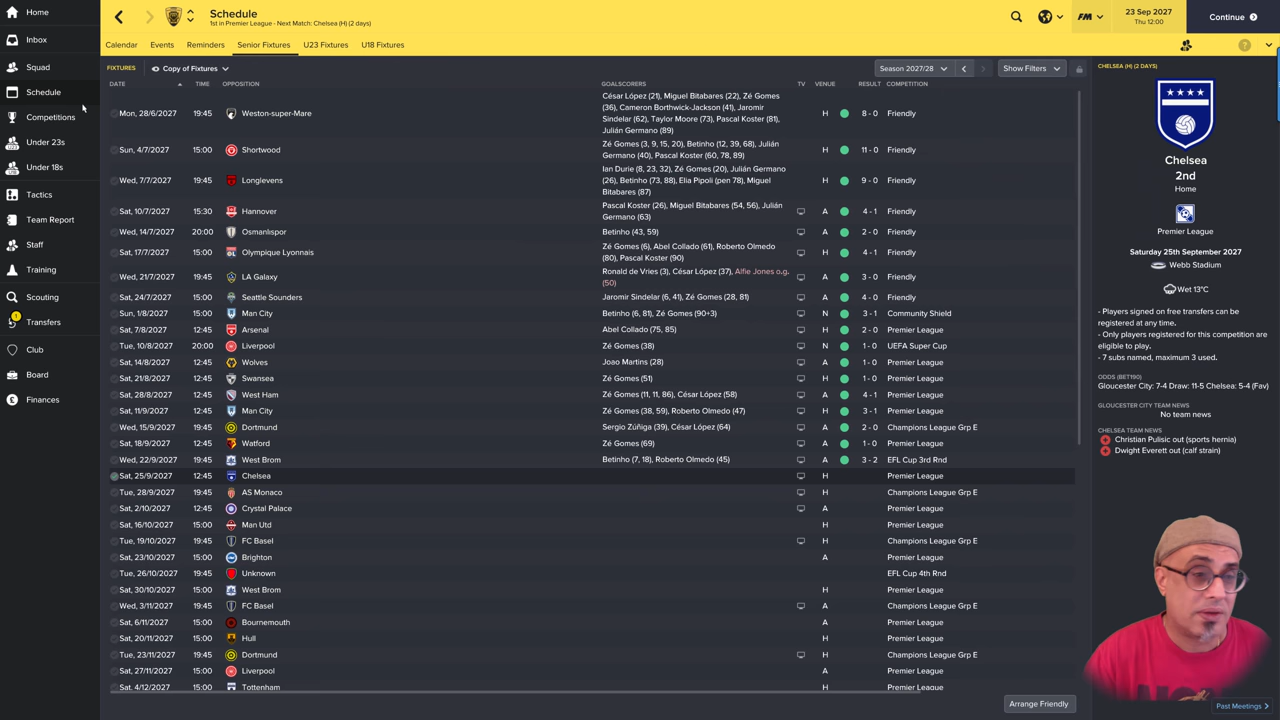 Home
Inbox
Squad
Schedule
Competitions
Under 23s
Under 18s
Tactics
Team Report
Staff
Training
Scouting
1
Transfers
Club
Board
Finances
Schedule
1st in Premier League - Next Match: Chelsea (H) (2 days)
FM
23 Sep 2027
Thu 12:00
Continue
Calendar
Events
Reminders
Senior Fixtures
U23 Fixtures
U18 Fixtures
?
FIXTURES
Copy of Fixtures
Season 2027/28
Show Filters
DATE TIME OPPOSITION GOALSCORERS TV VENUE RESULT COMPETITION
César López (21), Miguel Bitabares (22), Zé Gomes
(36), Cameron Borthwick-Jackson (41), Jaromir
Mon, 28/6/2027 19:45 Weston-super-Mare Sindelar (62), Taylor Moore (73), Pascal Koster (81), H 8 - 0 Friendly
Julián Germano (89)
Sun, 4/7/2027 15:00 Shortwood Zé Gomes (3, 9, 15, 20), Betinho (12, 39, 68), Julián H 11 - 0 Friendly
Germano (40), Pascal Koster (60, 78, 89)
Ian Durie (8, 23, 32), Zé Gomes (20), Julián Germano
Wed, 7/7/2027 19:45 Longlevens (26), Betinho (73, 88), Elia Pipoli (pen 78), Miguel H 9 - 0 Friendly
Bitabares (87)
Sat, 10/7/2027 15:30 Hannover Pascal Koster (26), Miguel Bitabares (54, 56), Julián A 4 - 1 Friendly
Germano (63)
Wed, 14/7/2027 20:00 Osmanlıspor Betinho (43, 59) A 2 - 0 Friendly
Sat, 17/7/2027 15:00 Olympique Lyonnais Zé Gomes (6), Abel Collado (61), Roberto Olmedo H 4 - 1 Friendly
(80), Pascal Koster (90)
Wed, 21/7/2027 19:45 LA Galaxy Ronald de Vries (3), César López (37), Alfie Jones o.g. A 3 - 0 Friendly
(50)
Sat, 24/7/2027 15:00 Seattle Sounders Jaromir Sindelar (6, 41), Zé Gomes (28, 81) A 4 - 0 Friendly
Sun, 1/8/2027 15:00 Man City Betinho (6, 81), Zé Gomes (90+3) N 3 - 1 Community Shield
Sat, 7/8/2027 12:45 Arsenal Abel Collado (75, 85) H 2 - 0 Premier League
Tue, 10/8/2027 20:00 Liverpool Zé Gomes (38) N 1 - 0 UEFA Super Cup
Sat, 14/8/2027 12:45 Wolves Joao Martins (28) A 1 - 0 Premier League
Sat, 21/8/2027 12:45 Swansea Zé Gomes (51) H 1 - 0 Premier League
Sat, 28/8/2027 12:45 West Ham Zé Gomes (11, 11, 86), César López (58) A 4 - 1 Premier League
Sat, 11/9/2027 12:45 Man City Zé Gomes (38, 59), Roberto Olmedo (47) H 3 - 1 Premier League
Wed, 15/9/2027 19:45 Dortmund Sergio Zúñiga (39), César López (64) A 2 - 0 Champions League Grp E
Sat, 18/9/2027 12:45 Watford Zé Gomes (69) A 1 - 0 Premier League
Wed, 22/9/2027 19:45 West Brom Betinho (7, 18), Roberto Olmedo (45) A 3 - 2 EFL Cup 3rd Rnd
Sat, 25/9/2027 12:45 Chelsea H Premier League
Tue, 28/9/2027 19:45 AS Monaco H Champions League Grp E
Sat, 2/10/2027 12:45 Crystal Palace A Premier League
Sat, 16/10/2027 15:00 Man Utd H Premier League
Tue, 19/10/2027 19:45 FC Basel H Champions League Grp E
Sat, 23/10/2027 15:00 Brighton A Premier League
Tue, 26/10/2027 19:45 Unknown EFL Cup 4th Rnd
Sat, 30/10/2027 15:00 West Brom H Premier League
Wed, 3/11/2027 19:45 FC Basel A Champions League Grp E
Sat, 6/11/2027 15:00 Bournemouth A Premier League
Sat, 20/11/2027 15:00 Hull H Premier League
Tue, 23/11/2027 19:45 Dortmund H Champions League Grp E
Sat, 27/11/2027 15:00 Liverpool A Premier League
Sat, 4/12/2027 15:00 Tottenham H Premier League
Arrange Friendly
CHELSEA (H) (2 DAYS)
Chelsea
2nd
Home
Premier League
Saturday 25th September 2027
Webb Stadium
Wet 13°C
- Players signed on free transfers can be
registered at any time.
- Only players registered for this competition are
eligible to play.
- 7 subs named, maximum 3 used.
ODDS (BET190)
Gloucester City: 7-4 Draw: 11-5 Chelsea: 5-4 (Fav)
GLOUCESTER CITY TEAM NEWS
No team news
CHELSEA TEAM NEWS
Christian Pulisic out (sports hernia)
Dwight Everett out (calf strain)
Past Meetings